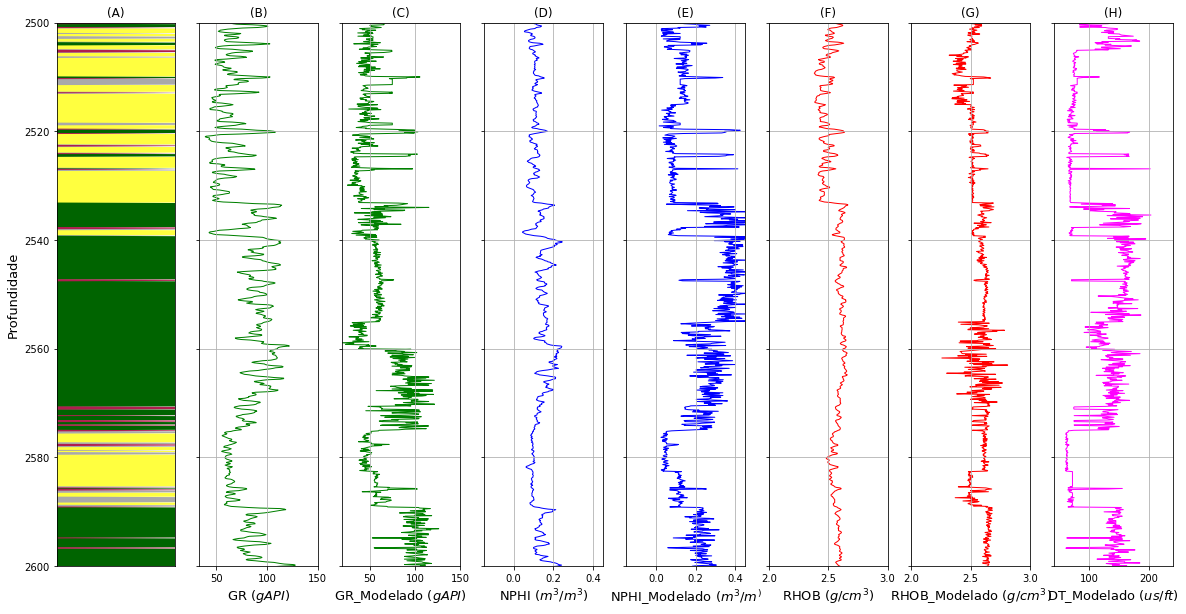 (A) (B) (C) (D) (E) (F) (G) (H)
Profundidade
2500
2520
2540
2560
2580
2600
50 100 150
50 100 150
0.0 0.2 0.4
0.0 0.2 0.4
2.0 2.5 3.0
2.0 2.5 3.0
100 200
GR (gAPI)
GR_Modelado (gAPI)
NPHI (m³/m³)
NPHI_Modelado (m³/m³)
RHOB (g/cm³)
RHOB_Modelado (g/cm³)
DT_Modelado (us/ft)